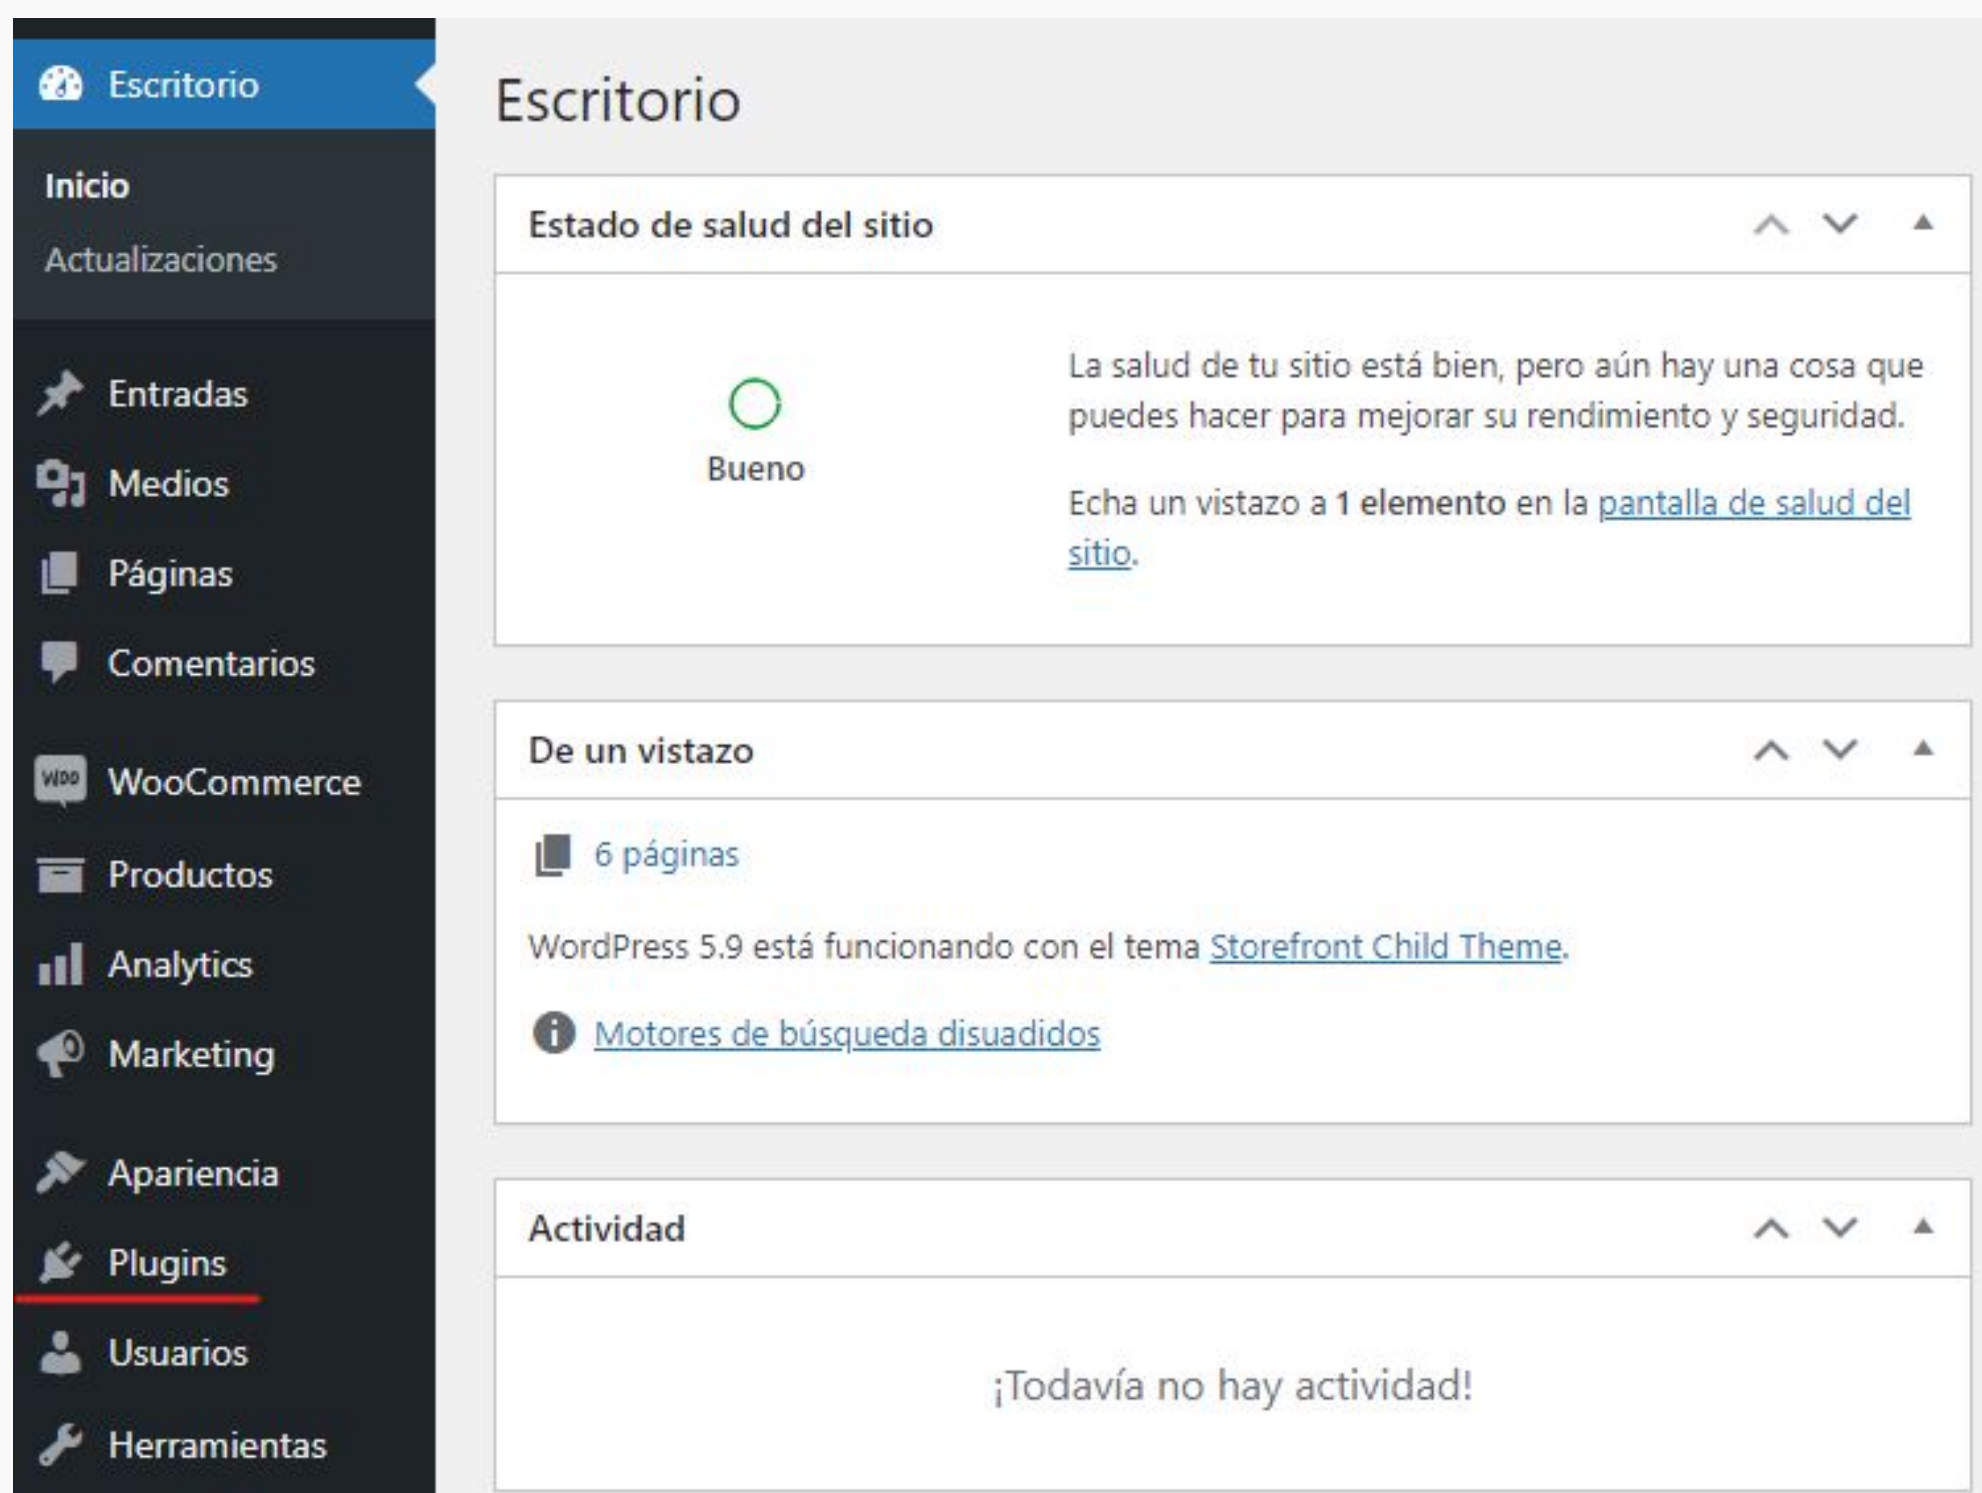 Escritorio
Inicio
Actualizaciones
Entradas
Medios
Páginas
Comentarios
Woo WooCommerce
Productos
Analytics
Marketing
Apariencia
Plugins
Usuarios
Herramientas
Escritorio
Estado de salud del sitio
Bueno
La salud de tu sitio está bien, pero aún hay una cosa que
puedes hacer para mejorar su rendimiento y seguridad.
Echa un vistazo a 1 elemento en la pantalla de salud del
sitio.
De un vistazo
6 páginas
WordPress 5.9 está funcionando con el tema Storefront Child Theme.
Motores de búsqueda disuadidos
Actividad
¡Todavía no hay actividad!